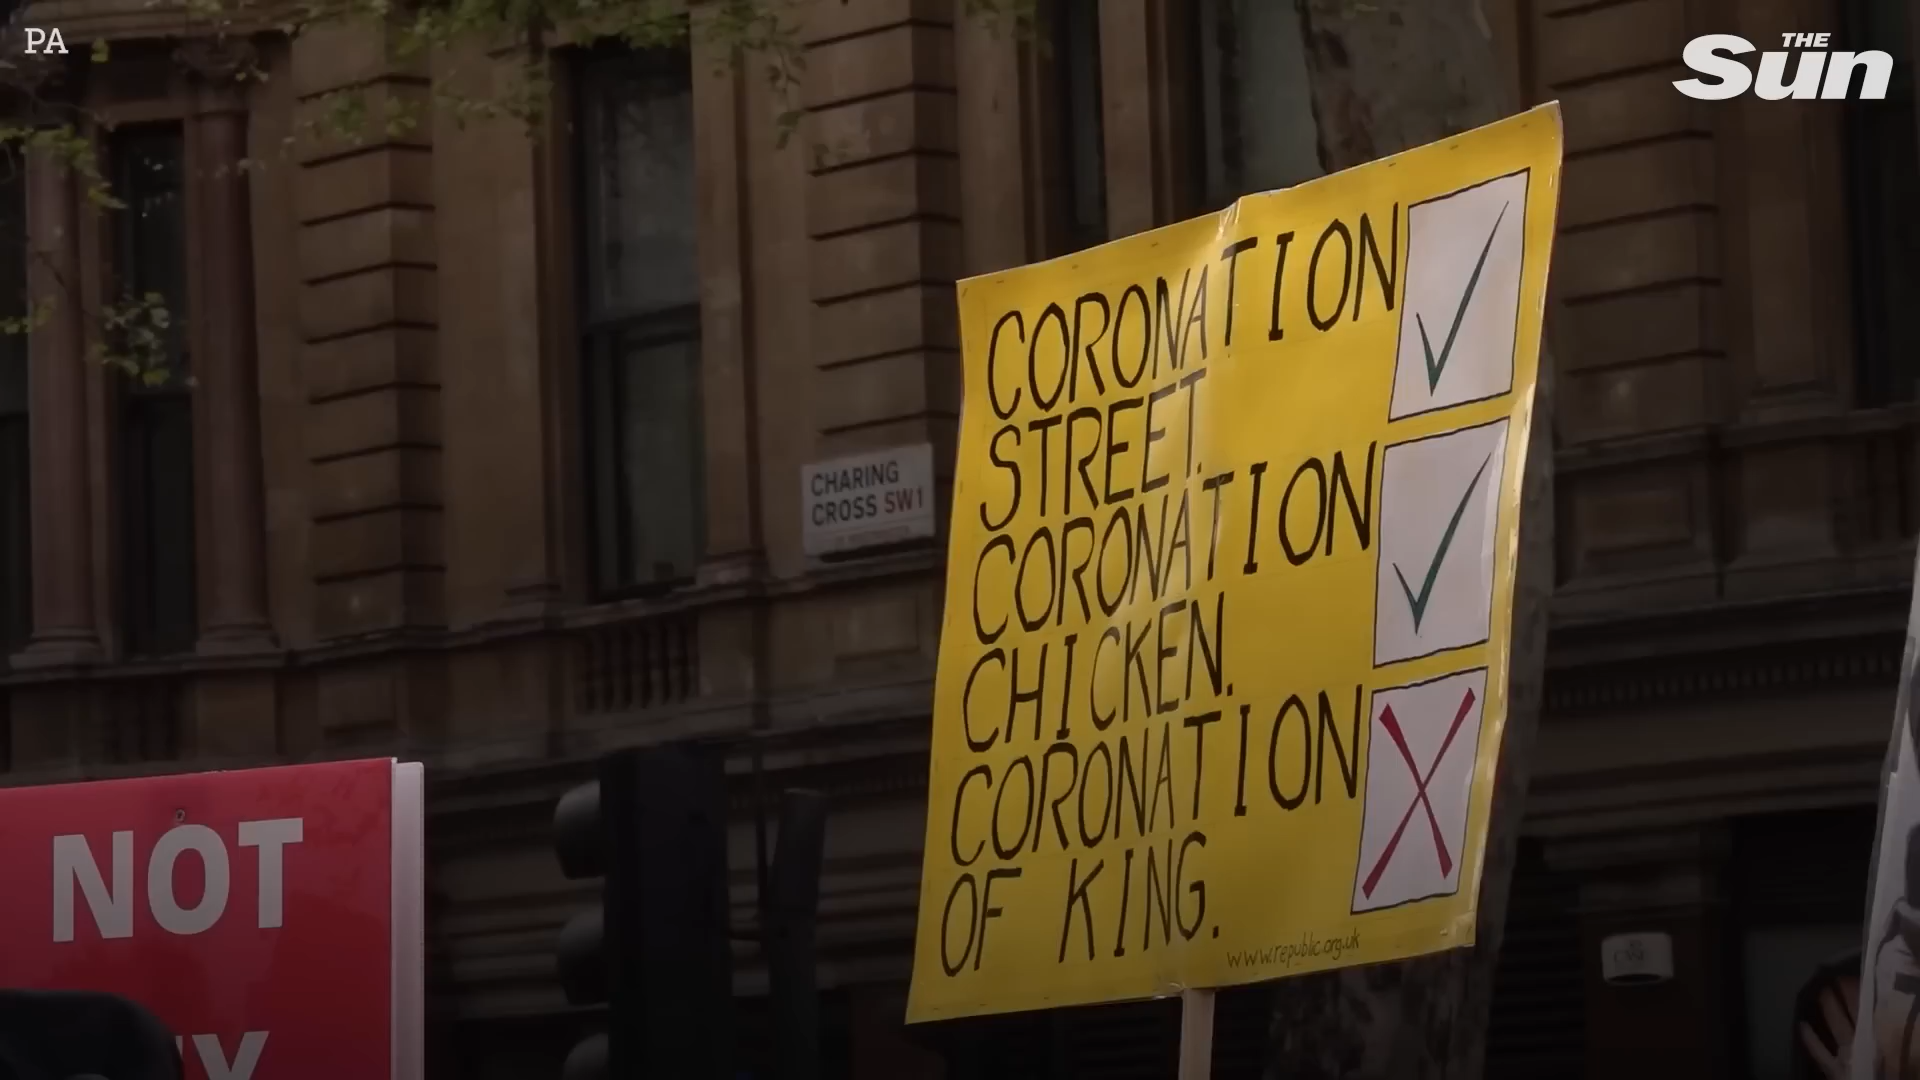 PA
THE
Sun
CHARING
CROSS SW1
CORONATION
STREET.
CORONATION
CHICKEN.
CORONATION
OF KING.
www.republic.org.uk
NOT